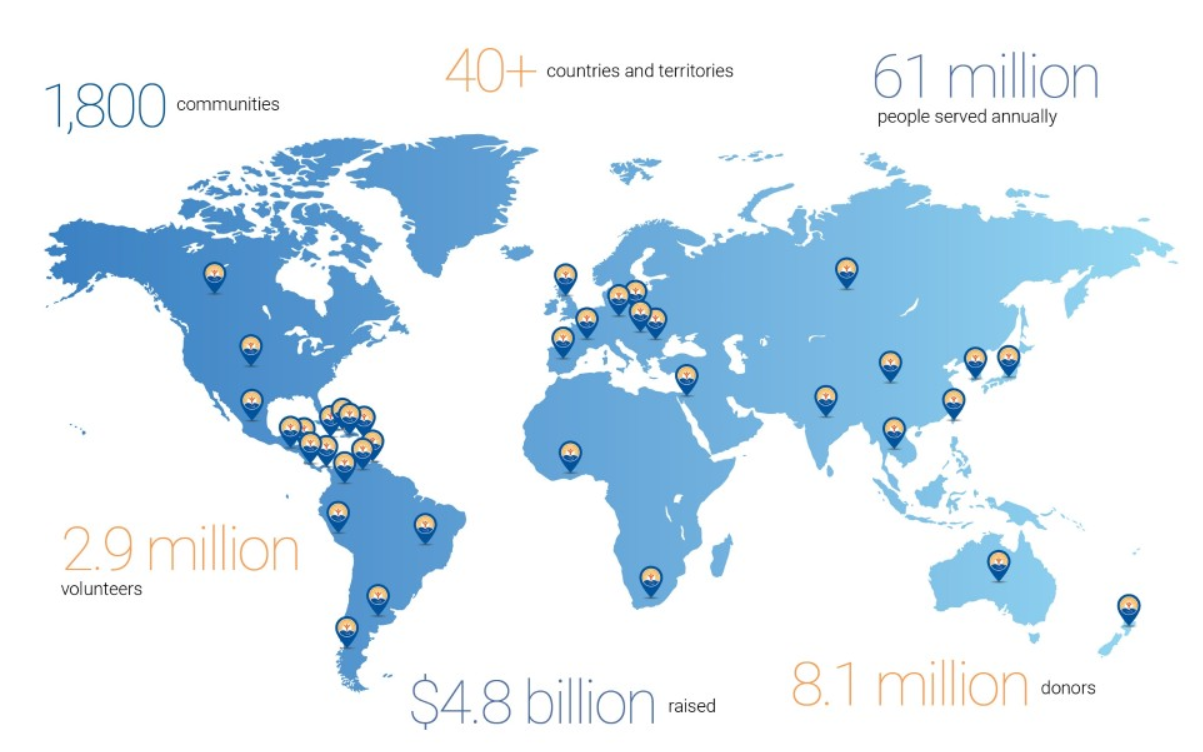 40+ countries and territories
61 million
people served annually
1,800 communities
2.9 million
volunteers
$4.8 billion raised
8.1 million donors